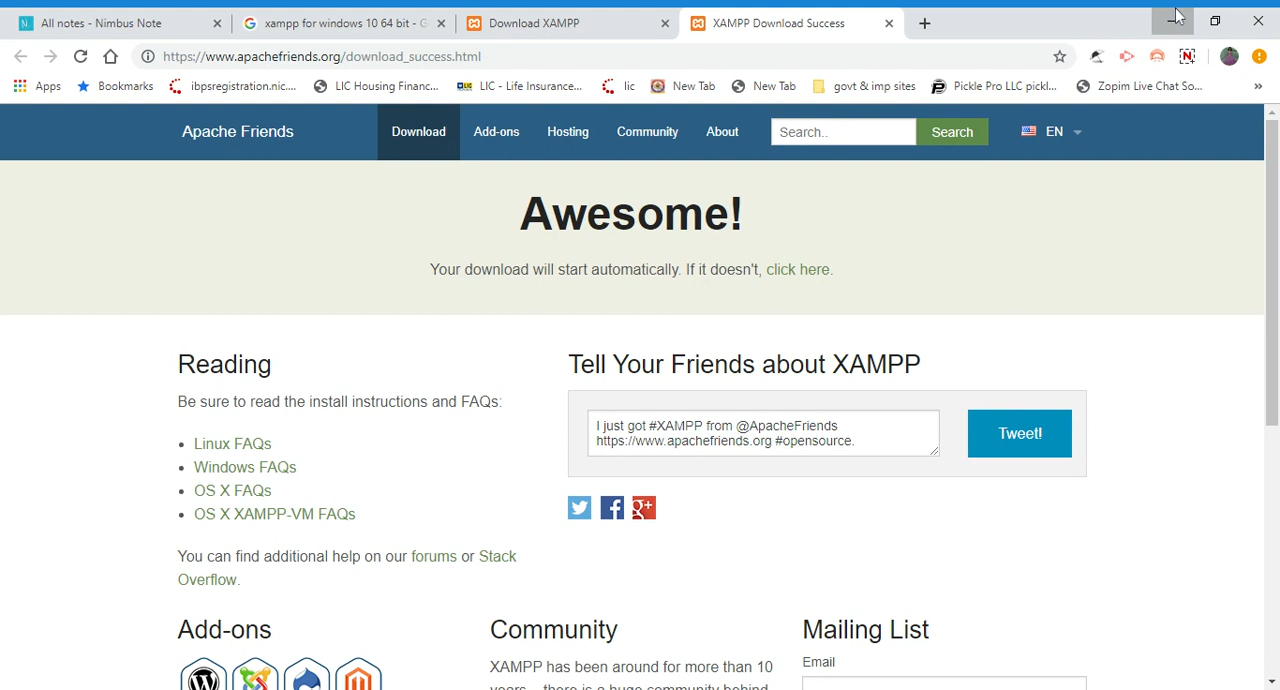 All notes - Nimbus Note
xampp for windows 10 64 bit - G
Download XAMPP
XAMPP Download Success
https://www.apachefriends.org/download_success.html
Apps
Bookmarks
ibpsregistration.nic....
LIC Housing Financ...
LIC - Life Insurance...
lic
New Tab
New Tab
govt & imp sites
Pickle Pro LLC pickl...
Zopim Live Chat So...
»
Apache Friends
Download
Add-ons
Hosting
Community
About
Search..
Search
EN
Awesome!
Your download will start automatically. If it doesn't, click here.
Reading
Be sure to read the install instructions and FAQs:
• Linux FAQs
• Windows FAQs
• OS X FAQs
• OS X XAMPP-VM FAQs
You can find additional help on our forums or Stack
Overflow.
Tell Your Friends about XAMPP
I just got #XAMPP from @ApacheFriends
https://www.apachefriends.org #opensource.
Tweet!
Add-ons
Community
XAMPP has been around for more than 10
years – there is a huge community behind
Mailing List
Email